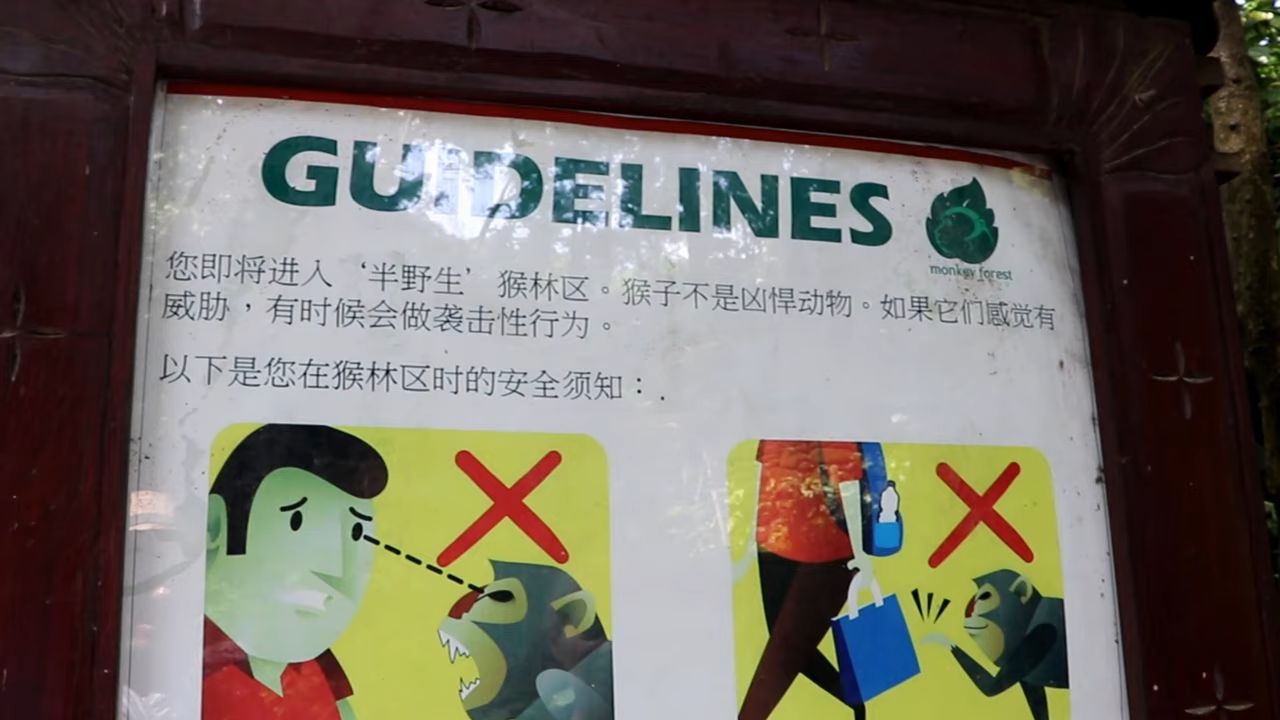 GUIDELINES
monkey forest
您即将进入‘半野生’猴林区。猴子不是凶悍动物。如果它们感觉有
威胁，有时候会做袭击性行为。
以下是您在猴林区时的安全须知：.